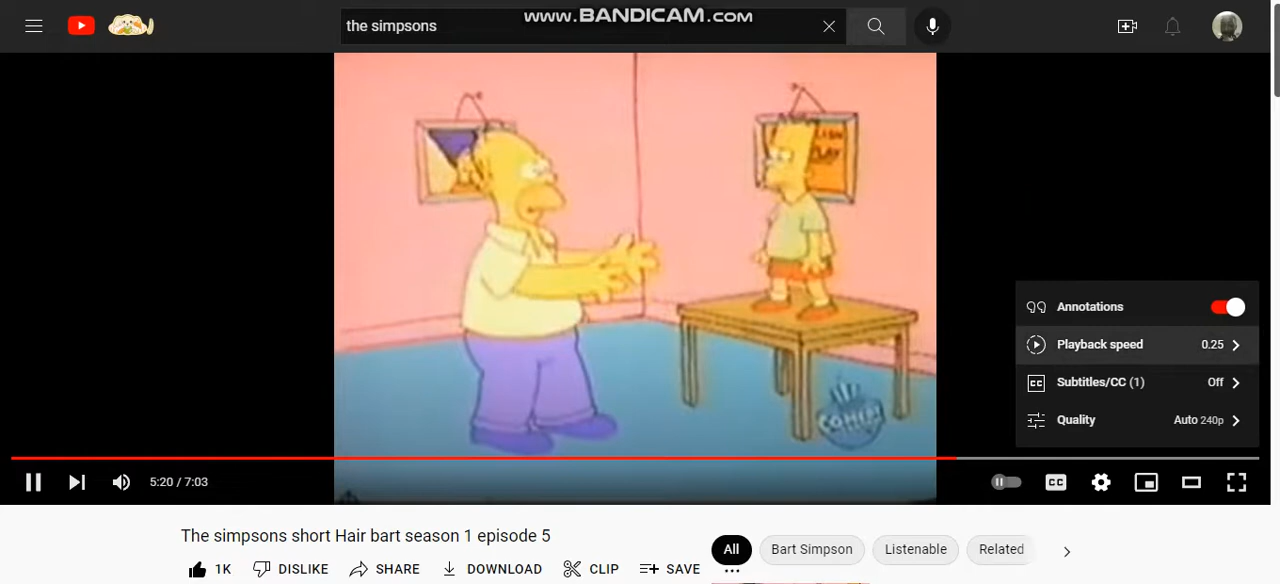 www.BANDICAM.com
the simpsons
Annotations
Playback speed 0.25
Subtitles/CC (1) Off
Quality Auto 240p
5:20 / 7:03
CC
The simpsons short Hair bart season 1 episode 5
1K DISLIKE SHARE DOWNLOAD CLIP SAVE ...
All Bart Simpson Listenable Related